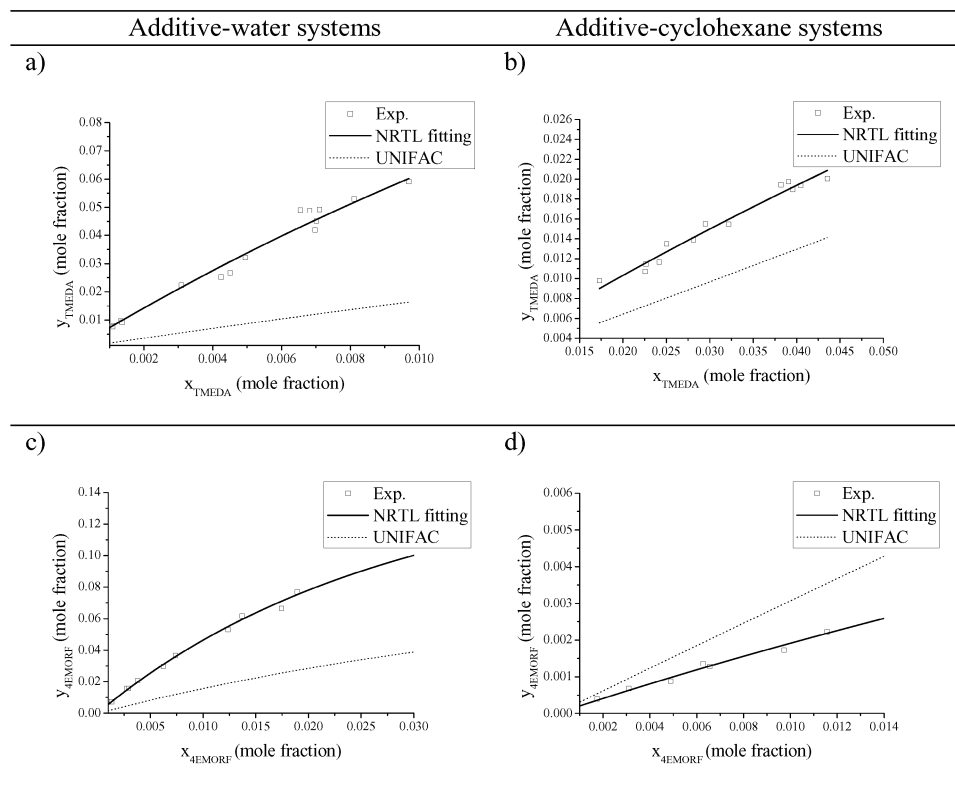 Additive-water systems
Additive-cyclohexane systems
a)
Exp.
NRTL fitting
UNIFAC
0.08
0.07
0.06
0.05
0.04
0.03
0.02
0.01
y_TMEDA (mole fraction)
0.002
0.004
0.006
0.008
0.010
x_TMEDA (mole fraction)
b)
Exp.
NRTL fitting
UNIFAC
0.026
0.024
0.022
0.020
0.018
0.016
0.014
0.012
0.010
0.008
0.006
0.004
y_TMEDA (mole fraction)
0.015
0.020
0.025
0.030
0.035
0.040
0.045
0.050
x_TMEDA (mole fraction)
c)
Exp.
NRTL fitting
UNIFAC
0.14
0.12
0.10
0.08
0.06
0.04
0.02
0.00
y_4EMORF (mole fraction)
0.005
0.010
0.015
0.020
0.025
0.030
x_4EMORF (mole fraction)
d)
Exp.
NRTL fitting
UNIFAC
0.006
0.005
0.004
0.003
0.002
0.001
0.000
y_4EMORF (mole fraction)
0.002
0.004
0.006
0.008
0.010
0.012
0.014
x_4EMORF (mole fraction)